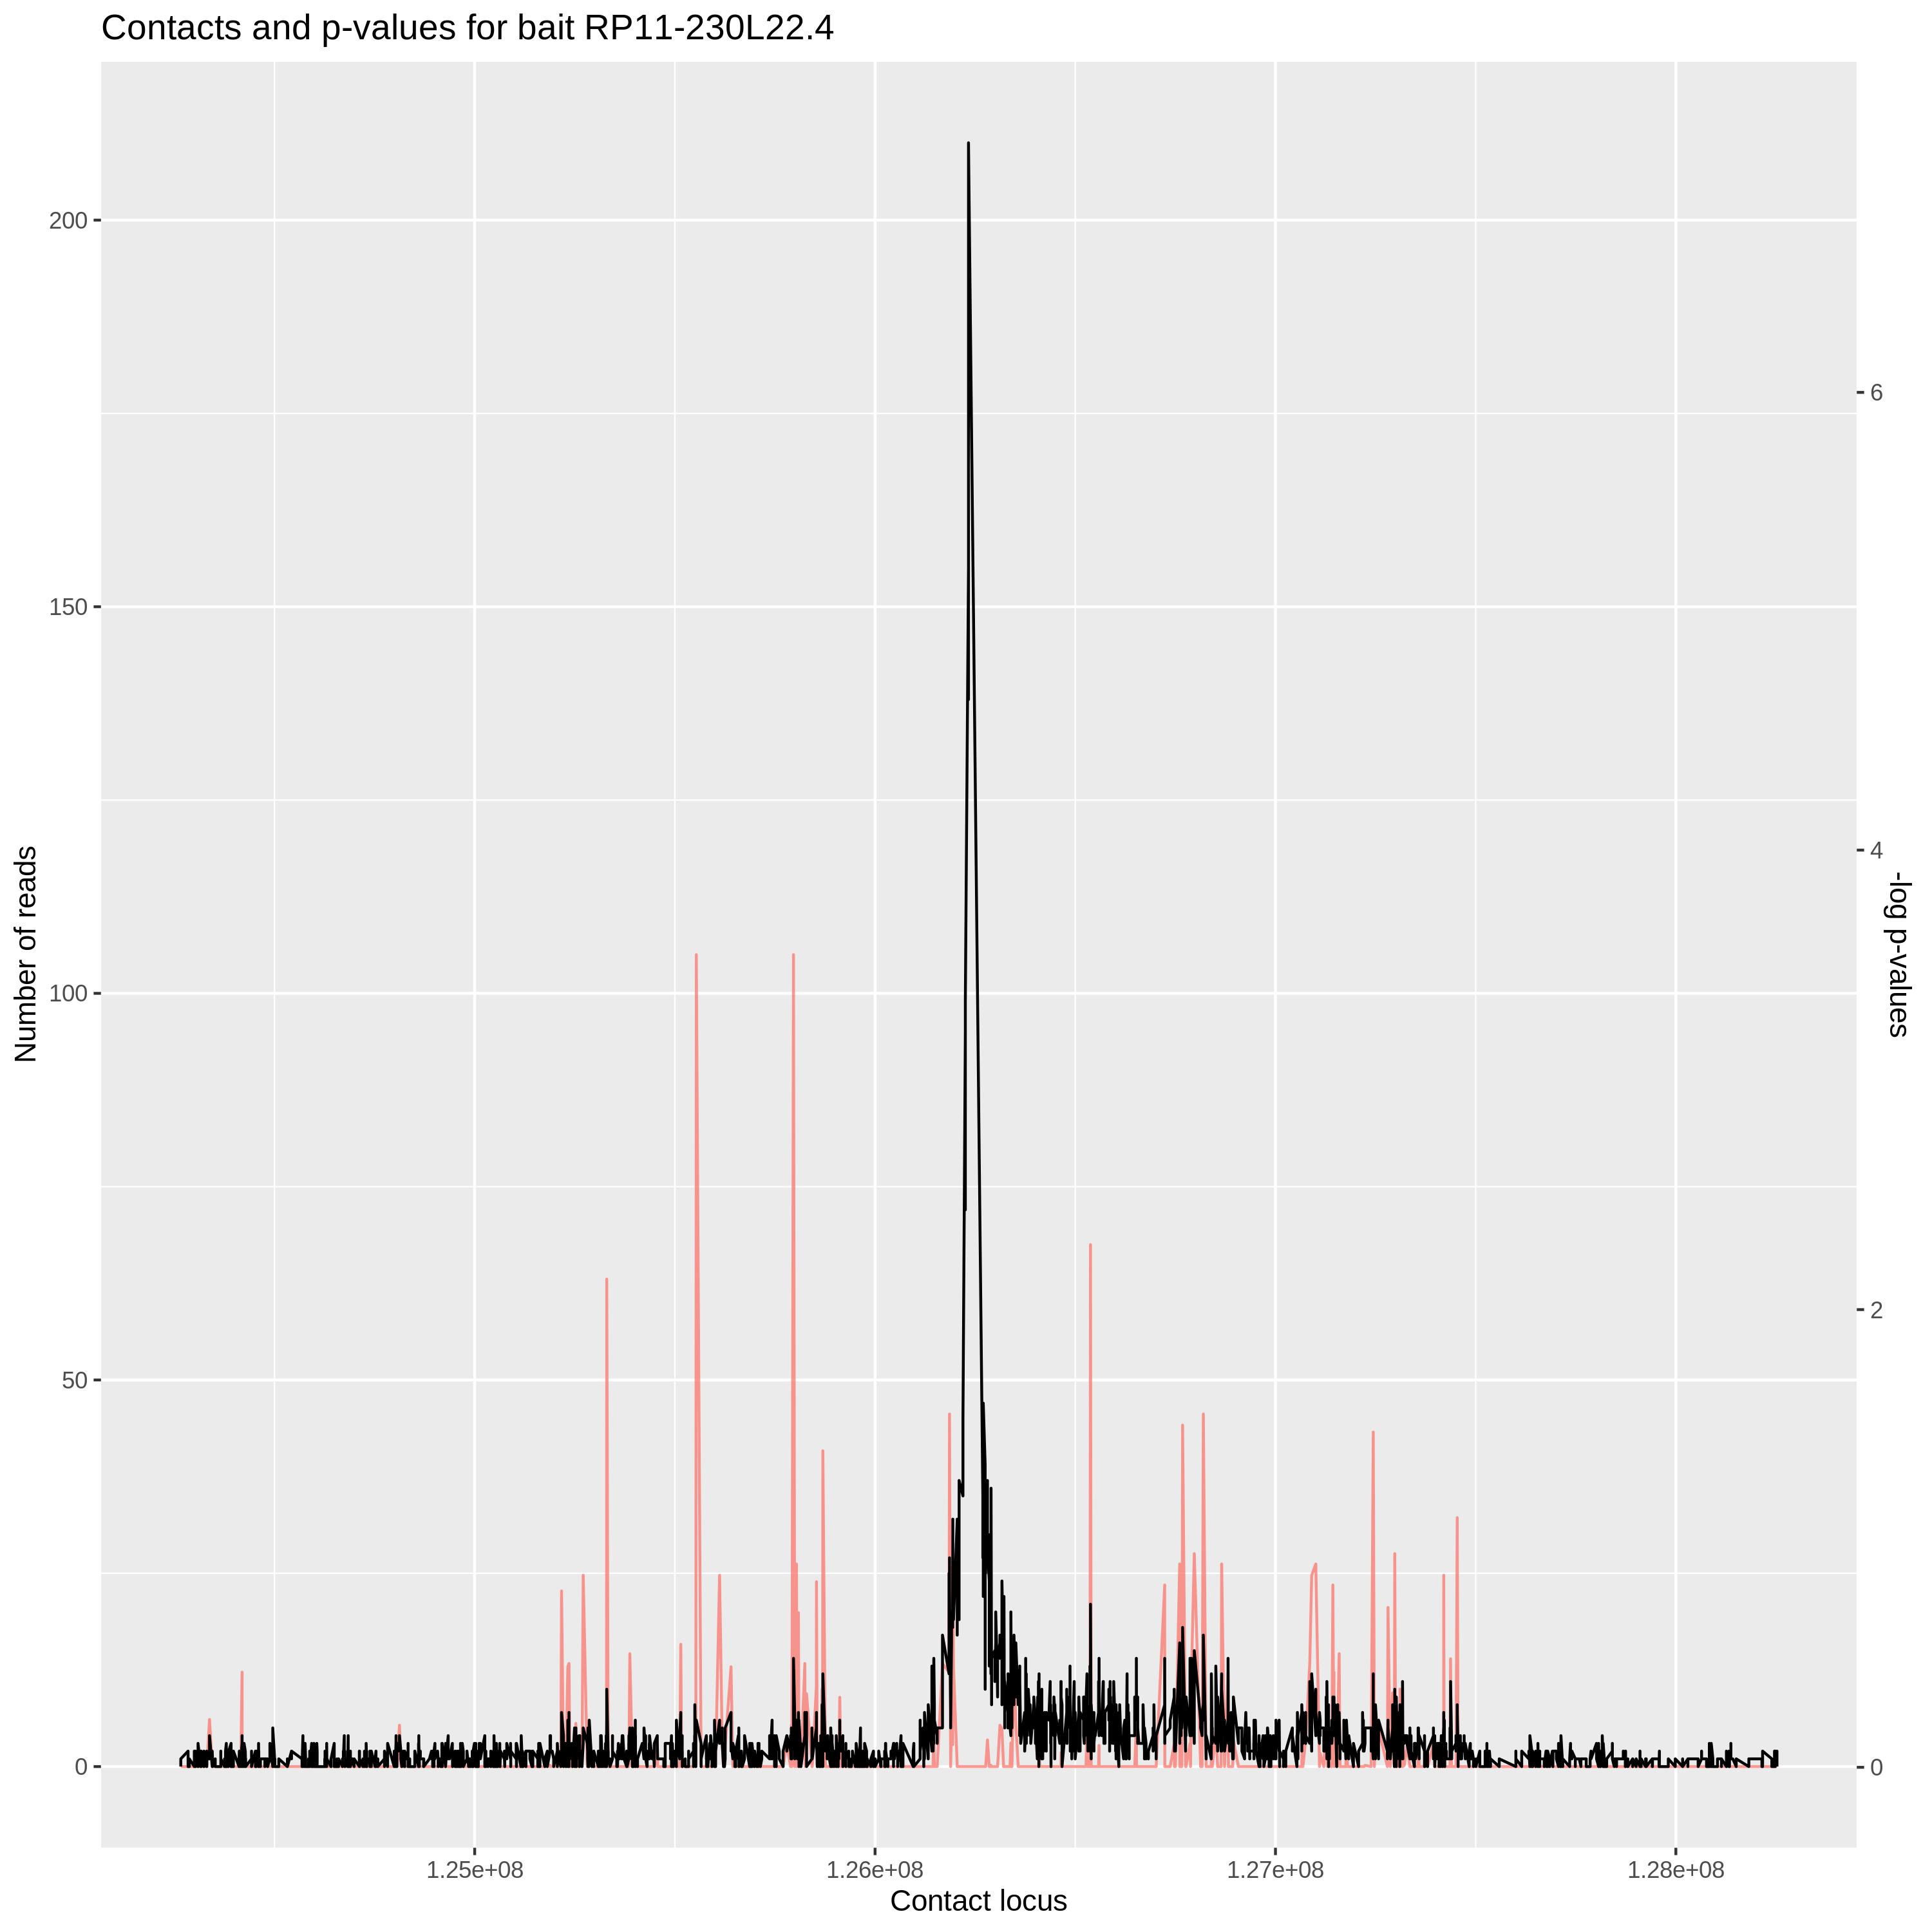 Contacts and p-values for bait RP11-230L22.4
200
150
100
50
0
Number of reads
6
4
2
0
-log p-values
1.25e+08
1.26e+08
1.27e+08
1.28e+08
Contact locus